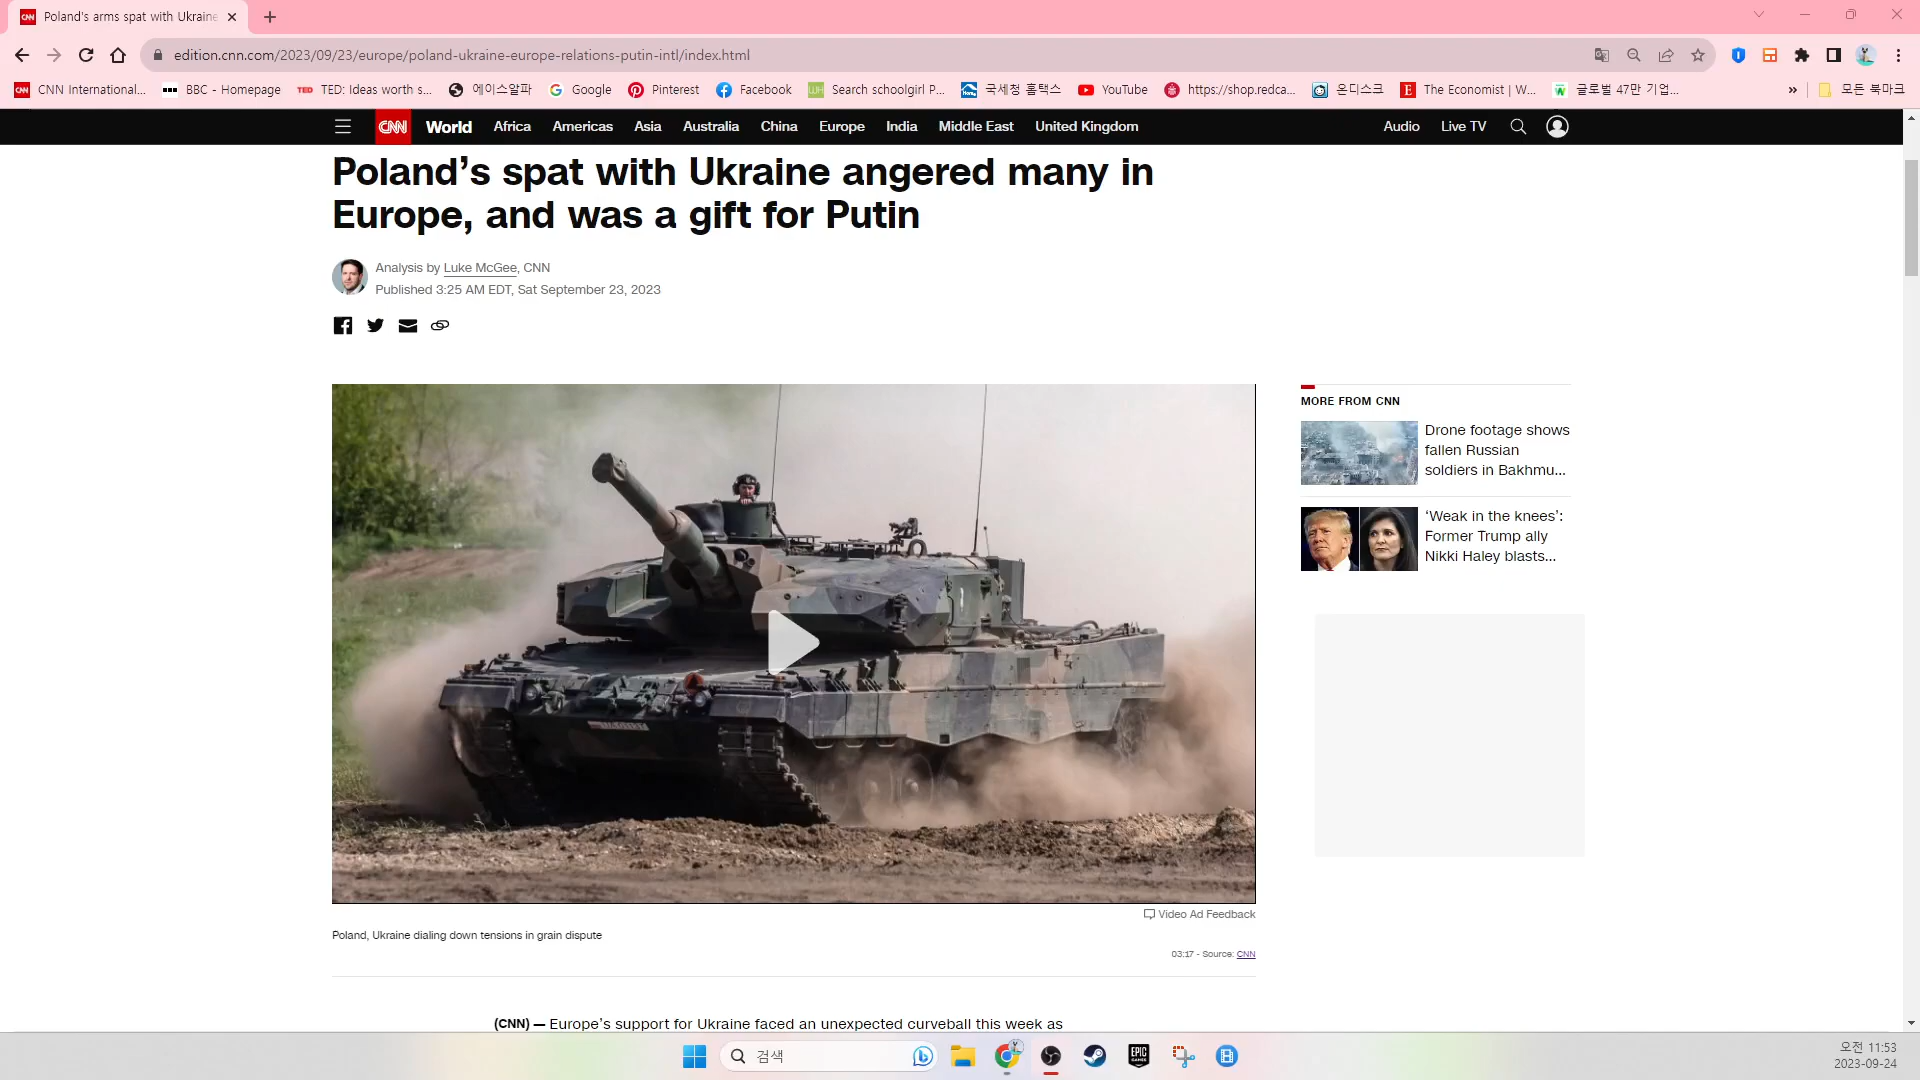 Poland's arms spat with Ukraine
edition.cnn.com/2023/09/23/europe/poland-ukraine-europe-relations-putin-intl/index.html
CNN International... BBC - Homepage TED: Ideas worth s... 에이스알파 Google Pinterest Facebook Search schoolgirl P... 국세청 홈택스 YouTube https://shop.redca... 온디스크 The Economist | W... 글로벌 47만 기업... » 모든 북마크
CNN World Africa Americas Asia Australia China Europe India Middle East United Kingdom Audio Live TV
Poland’s spat with Ukraine angered many in
Europe, and was a gift for Putin
Analysis by Luke McGee, CNN
Published 3:25 AM EDT, Sat September 23, 2023
Video Ad Feedback
Poland, Ukraine dialing down tensions in grain dispute
03:17 - Source: CNN
MORE FROM CNN
Drone footage shows
fallen Russian
soldiers in Bakhmu...
‘Weak in the knees’:
Former Trump ally
Nikki Haley blasts...
(CNN) — Europe’s support for Ukraine faced an unexpected curveball this week as
검색
EPIC GAMES
오전 11:53
2023-09-24